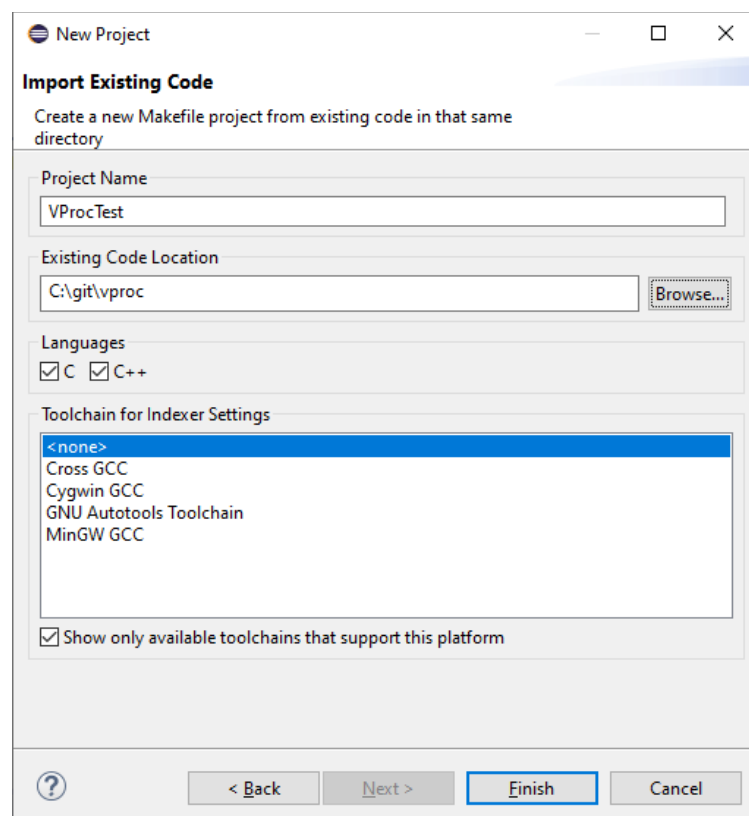 New Project
Import Existing Code
Create a new Makefile project from existing code in that same
directory
Project Name
VProcTest
Existing Code Location
C:\git\vproc
Browse...
Languages
C C++
Toolchain for Indexer Settings
<none>
Cross GCC
Cygwin GCC
GNU Autotools Toolchain
MinGW GCC
Show only available toolchains that support this platform
? < Back Next > Finish Cancel